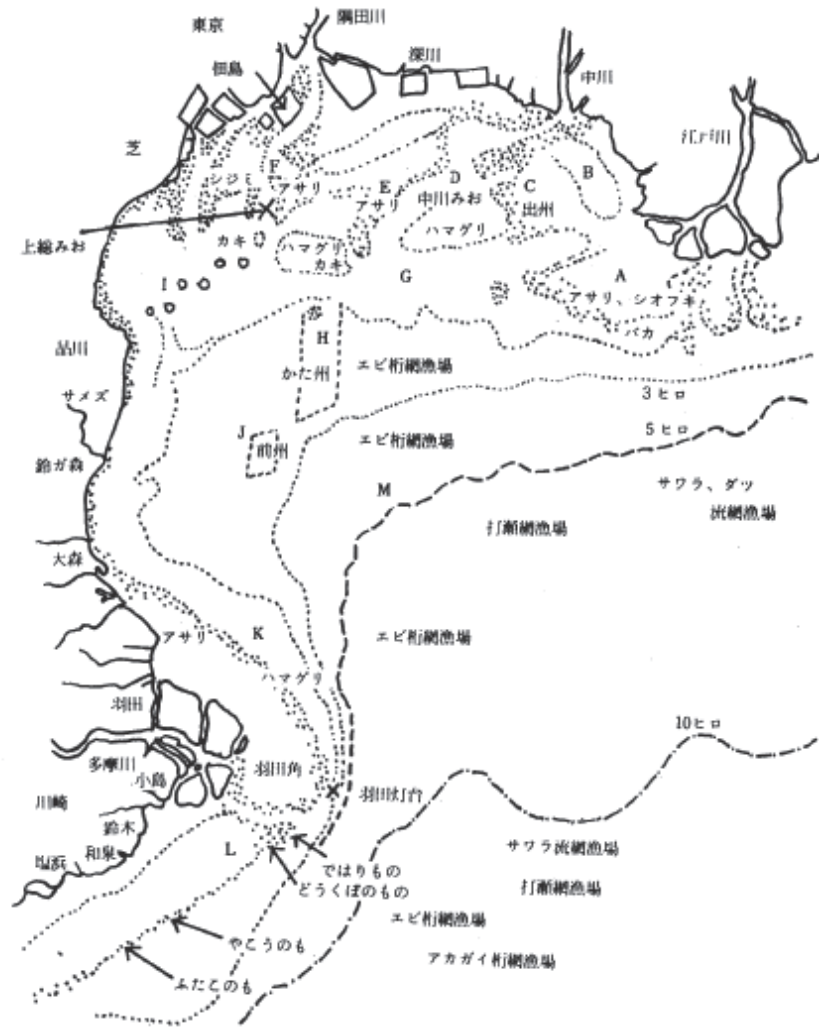 東京
隅田川
深川
中川
江戸川
佃島
芝
シジミ
F
アサリ
E
アサリ
D
中川みお
C
出州
B
ハマグリ
上総みお
カキ
ハマグリ
カキ
G
A
アサリ、シオフキ
バカ
I
H
かた州
エビ桁網漁場
品川
サメズ
3ヒロ
J
前州
エビ桁網漁場
5ヒロ
鈴ガ森
M
サワラ、ダツ
流網漁場
打瀬網漁場
大森
アサリ
K
エビ桁網漁場
ハマグリ
羽田
10ヒロ
多摩川
小島
羽田角
羽田灯台
川崎
鈴木
和泉
塩浜
L
ではりもの
どうくぼのもの
サワラ流網漁場
打瀬網漁場
エビ桁網漁場
アカガイ桁網漁場
やこうのも
ふたこのも